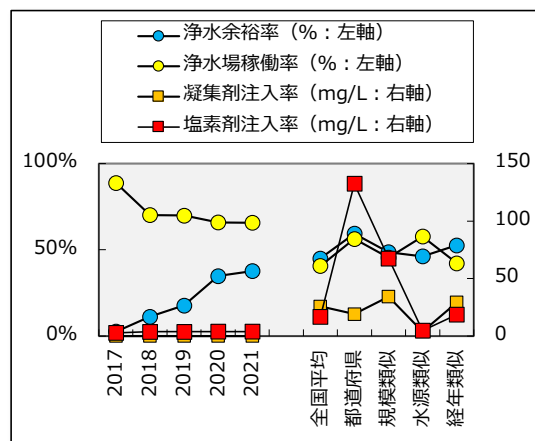 浄水余裕率（%：左軸）
浄水場稼働率（%：左軸）
凝集剤注入率（mg/L：右軸）
塩素剤注入率（mg/L：右軸）
100%
50%
0%
150
100
50
0
2017
2018
2019
2020
2021
全国平均
都道府県
規模類似
水源類似
経年類似